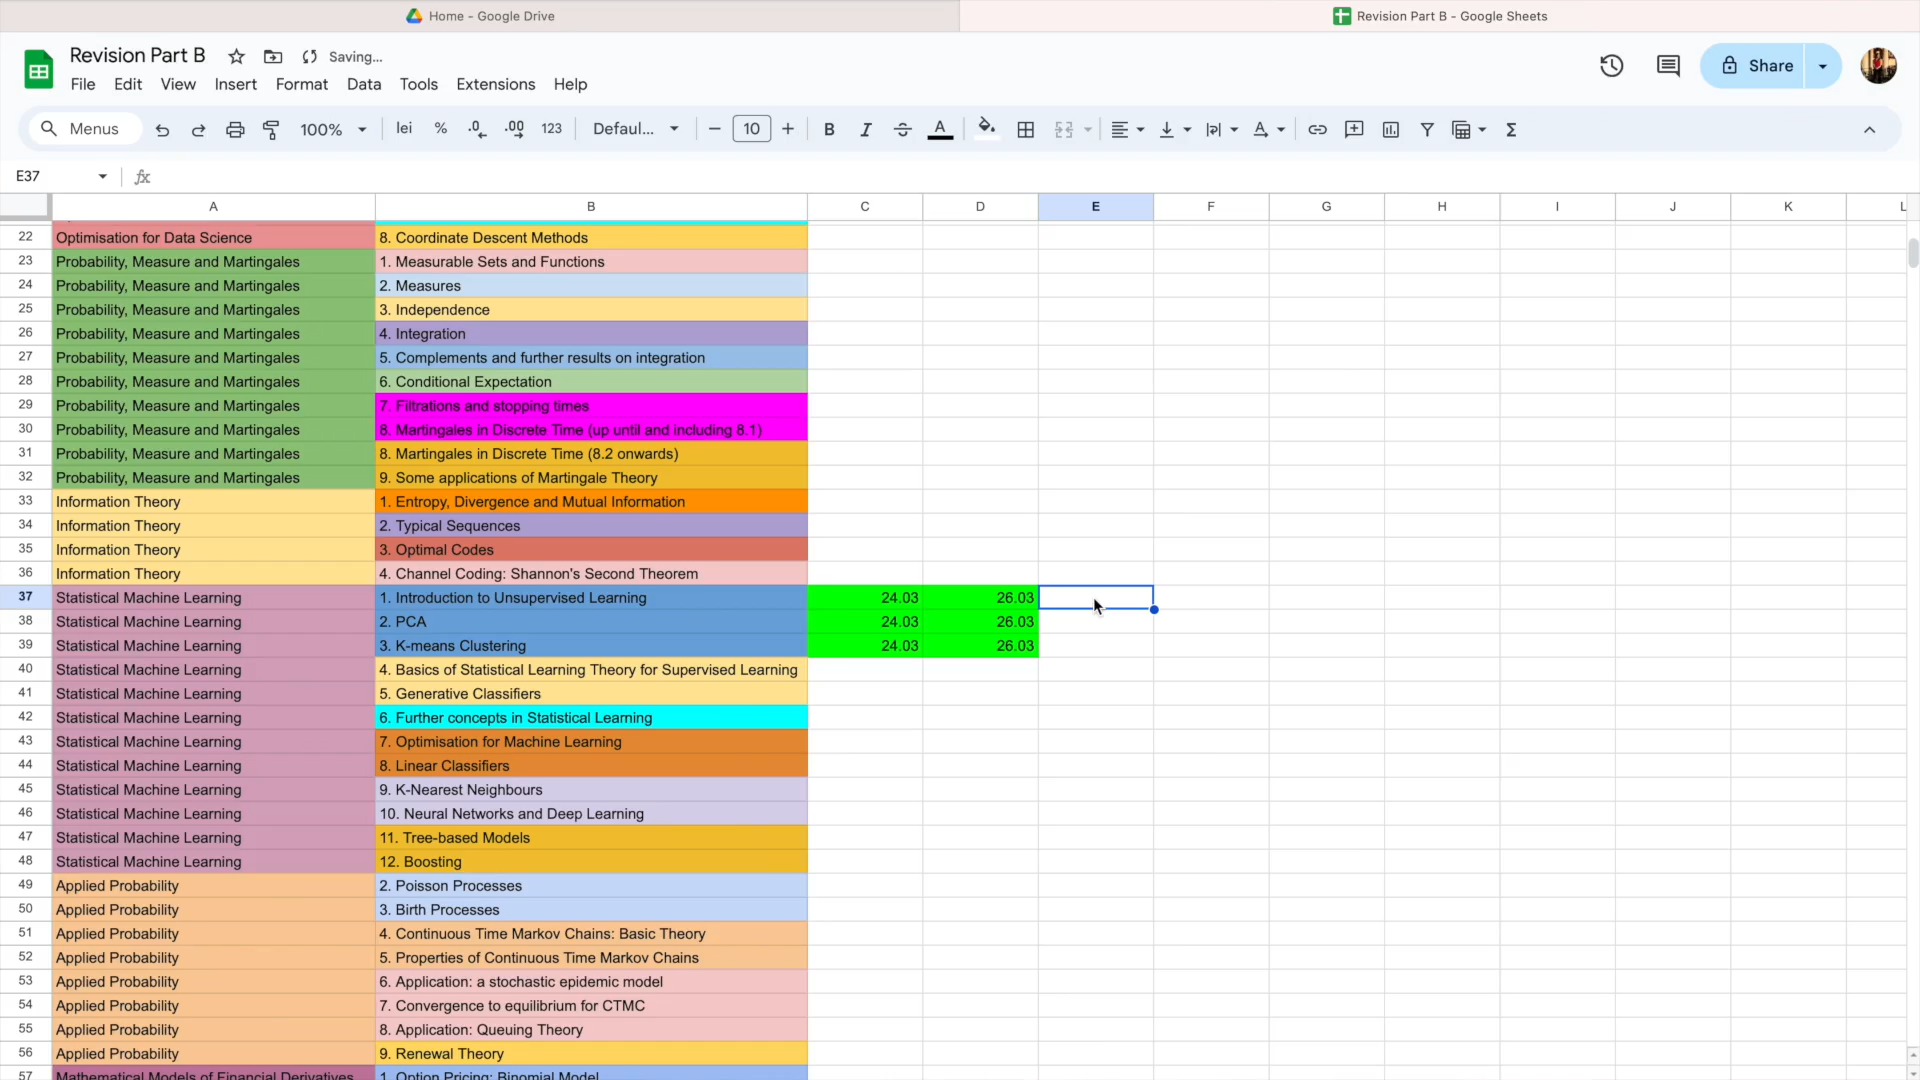 Home - Google Drive
Revision Part B - Google Sheets
Revision Part B
Saving...
File Edit View Insert Format Data Tools Extensions Help
Share
Menus
100%
lei
%
.0
.00
123
Defaul...
10
B
I
A
E37
fx
A B C D E F G H I J K L
22 Optimisation for Data Science 8. Coordinate Descent Methods
23 Probability, Measure and Martingales 1. Measurable Sets and Functions
24 Probability, Measure and Martingales 2. Measures
25 Probability, Measure and Martingales 3. Independence
26 Probability, Measure and Martingales 4. Integration
27 Probability, Measure and Martingales 5. Complements and further results on integration
28 Probability, Measure and Martingales 6. Conditional Expectation
29 Probability, Measure and Martingales 7. Filtrations and stopping times
30 Probability, Measure and Martingales 8. Martingales in Discrete Time (up until and including 8.1)
31 Probability, Measure and Martingales 8. Martingales in Discrete Time (8.2 onwards)
32 Probability, Measure and Martingales 9. Some applications of Martingale Theory
33 Information Theory 1. Entropy, Divergence and Mutual Information
34 Information Theory 2. Typical Sequences
35 Information Theory 3. Optimal Codes
36 Information Theory 4. Channel Coding: Shannon's Second Theorem
37 Statistical Machine Learning 1. Introduction to Unsupervised Learning 24.03 26.03
38 Statistical Machine Learning 2. PCA 24.03 26.03
39 Statistical Machine Learning 3. K-means Clustering 24.03 26.03
40 Statistical Machine Learning 4. Basics of Statistical Learning Theory for Supervised Learning
41 Statistical Machine Learning 5. Generative Classifiers
42 Statistical Machine Learning 6. Further concepts in Statistical Learning
43 Statistical Machine Learning 7. Optimisation for Machine Learning
44 Statistical Machine Learning 8. Linear Classifiers
45 Statistical Machine Learning 9. K-Nearest Neighbours
46 Statistical Machine Learning 10. Neural Networks and Deep Learning
47 Statistical Machine Learning 11. Tree-based Models
48 Statistical Machine Learning 12. Boosting
49 Applied Probability 2. Poisson Processes
50 Applied Probability 3. Birth Processes
51 Applied Probability 4. Continuous Time Markov Chains: Basic Theory
52 Applied Probability 5. Properties of Continuous Time Markov Chains
53 Applied Probability 6. Application: a stochastic epidemic model
54 Applied Probability 7. Convergence to equilibrium for CTMC
55 Applied Probability 8. Application: Queuing Theory
56 Applied Probability 9. Renewal Theory
57 Mathematical Models of Financial Derivatives 1. Option Pricing: Binomial Model